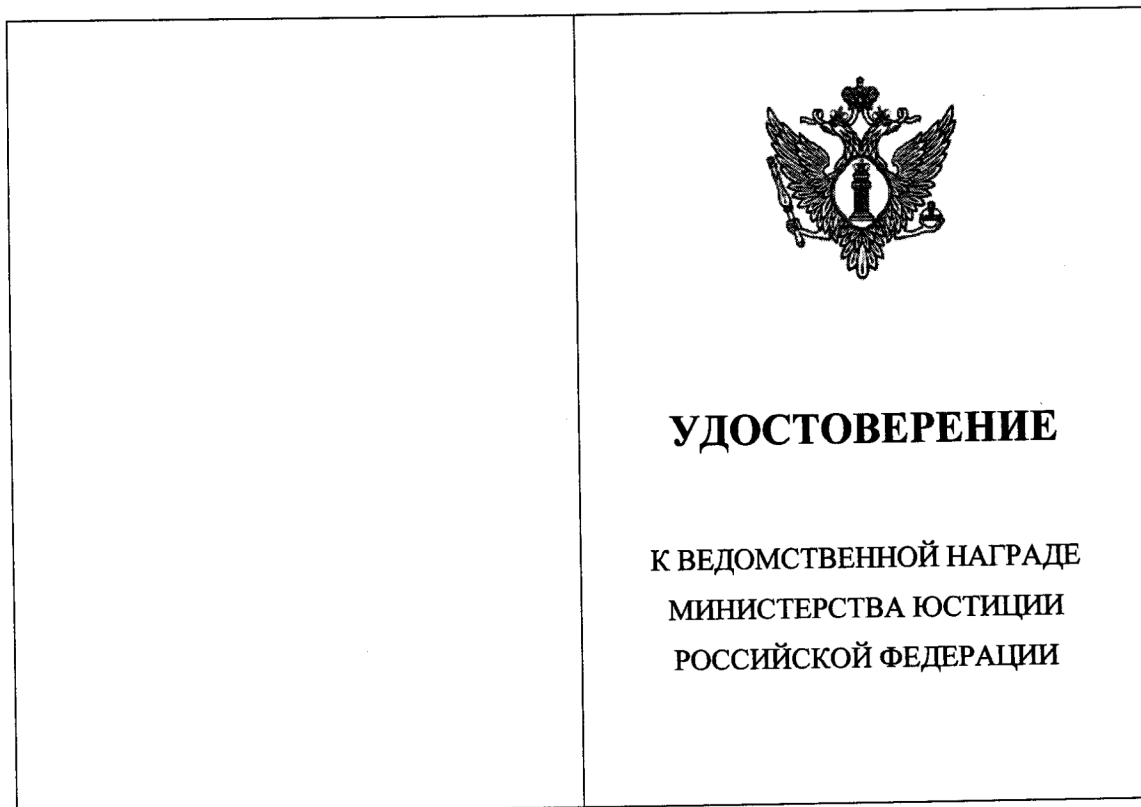 УДОСТОВЕРЕНИЕ
К ВЕДОМСТВЕННОЙ НАГРАДЕ
МИНИСТЕРСТВА ЮСТИЦИИ
РОССИЙСКОЙ ФЕДЕРАЦИИ